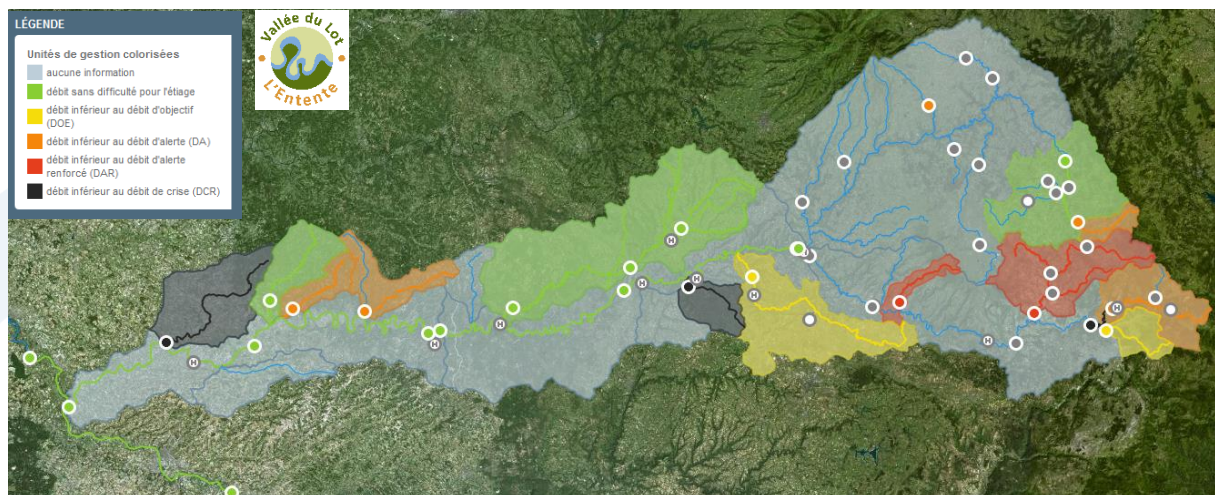 LÉGENDE
Unités de gestion colorisées
aucune information
débit sans difficulté pour l'étiage
débit inférieur au débit d'objectif
(DOE)
débit inférieur au débit d'alerte (DA)
débit inférieur au débit d'alerte
renforcé (DAR)
débit inférieur au débit de crise (DCR)
Vallée du Lot
L'Entente
H
H
H
H
H
H
H
H
H
H